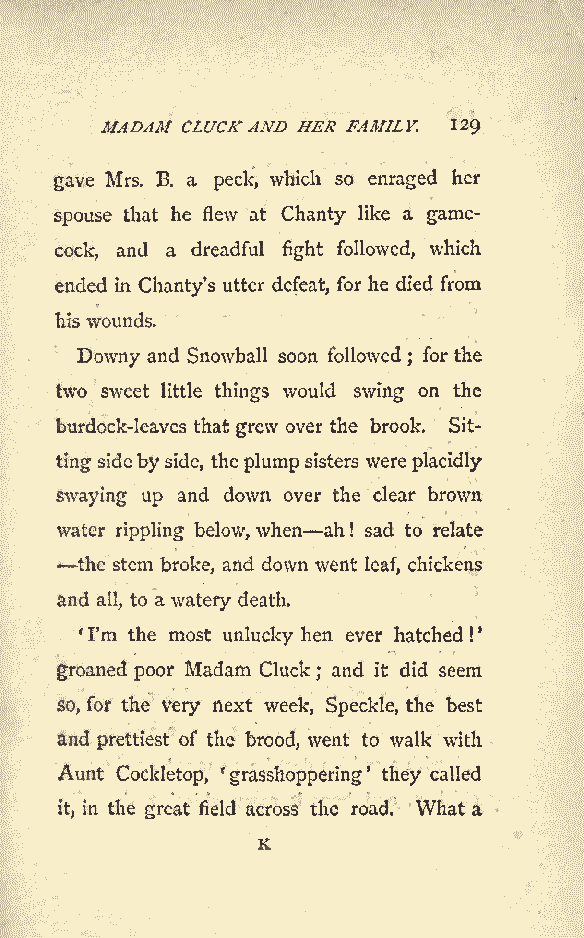 MADAM CLUCK AND HER FAMILY. 129
gave Mrs. B. a peck, which so enraged her
spouse that he flew at Chanty like a game-
cock, and a dreadful fight followed, which
ended in Chanty's utter defeat, for he died from
his wounds.
Downy and Snowball soon followed; for the
two sweet little things would swing on the
burdock-leaves that grew over the brook. Sit-
ting side by side, the plump sisters were placidly
swaying up and down over the clear brown
water rippling below, when—ah! sad to relate
—the stem broke, and down went leaf, chickens
and all, to a watery death.
'I'm the most unlucky hen ever hatched!'
groaned poor Madam Cluck; and it did seem
so, for the very next week, Speckle, the best
and prettiest of the brood, went to walk with
Aunt Cockletop, 'grasshoppering' they called
it, in the great field across the road. What a
K